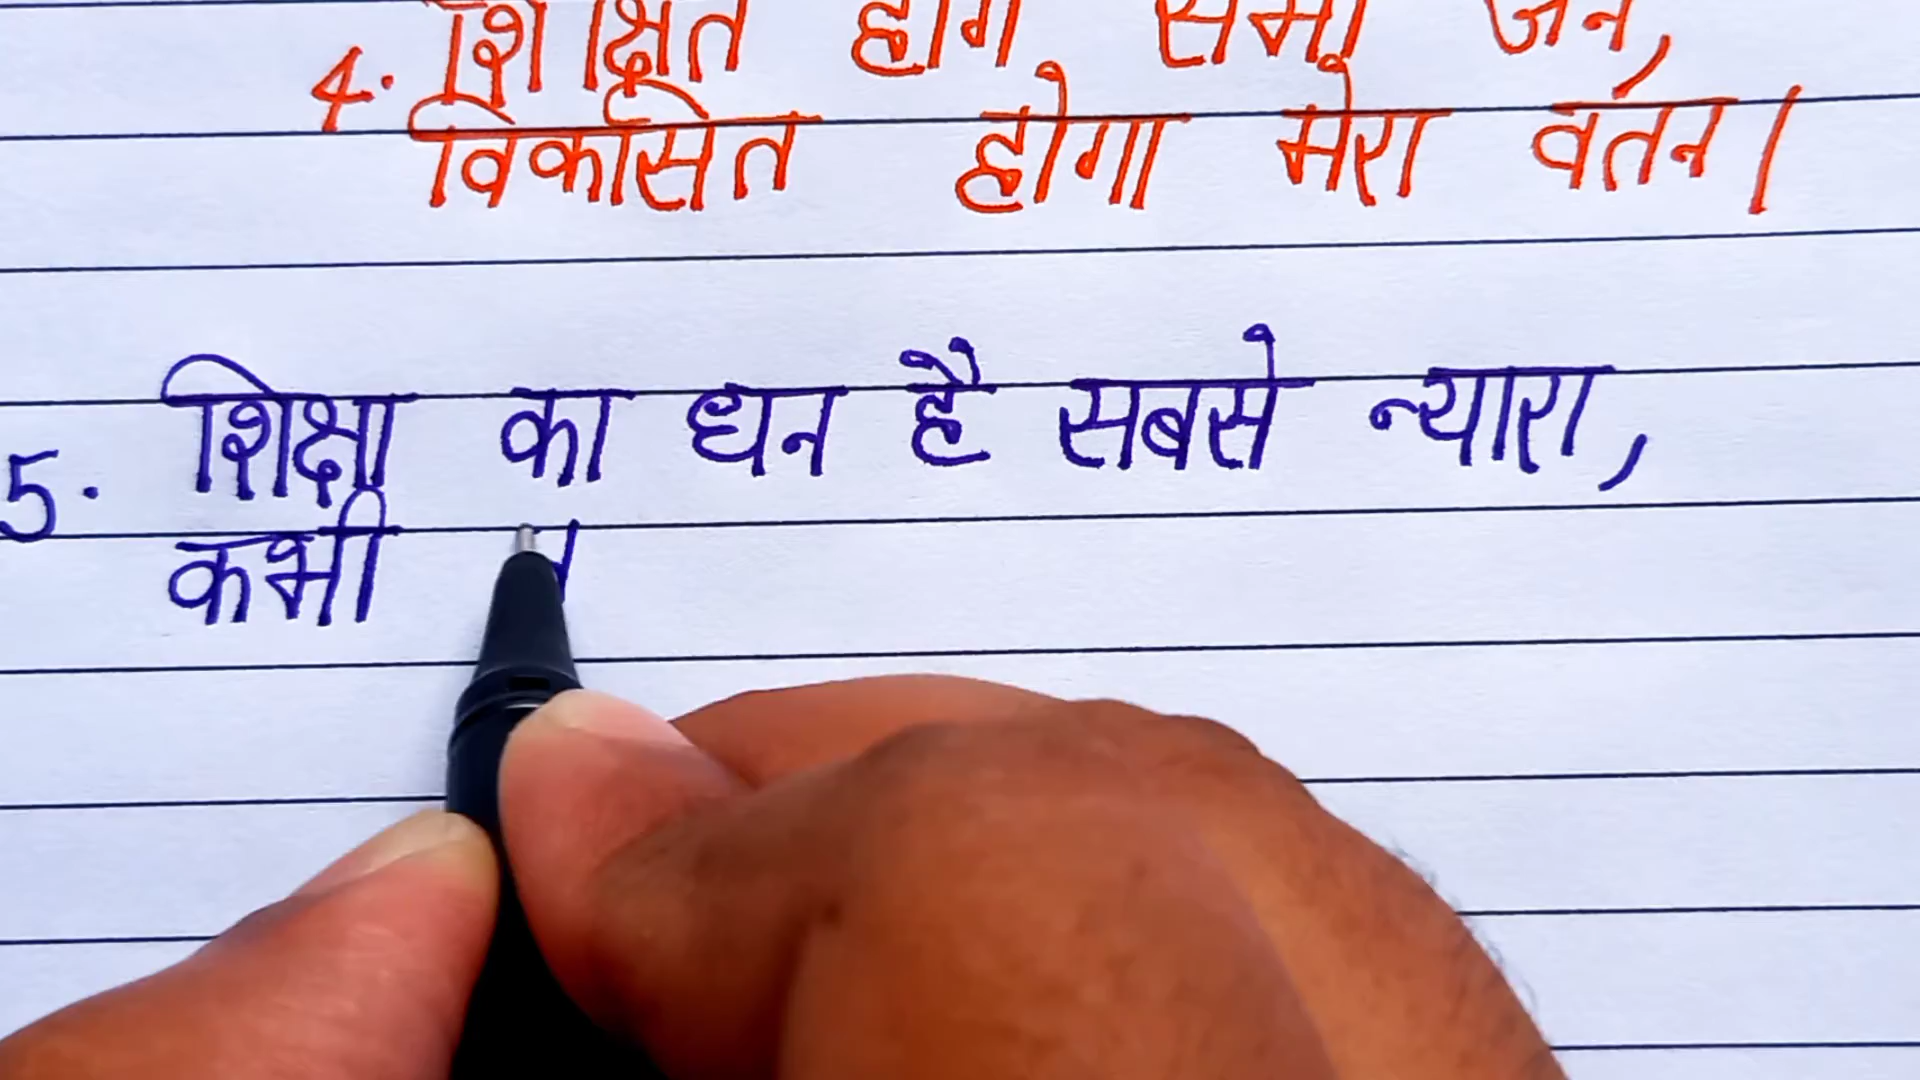 4. शिक्षित होंगे सभी जन,
विकसित होगा मेरा वतन।
5. शिक्षा का धन है सबसे न्यारा,
कभी